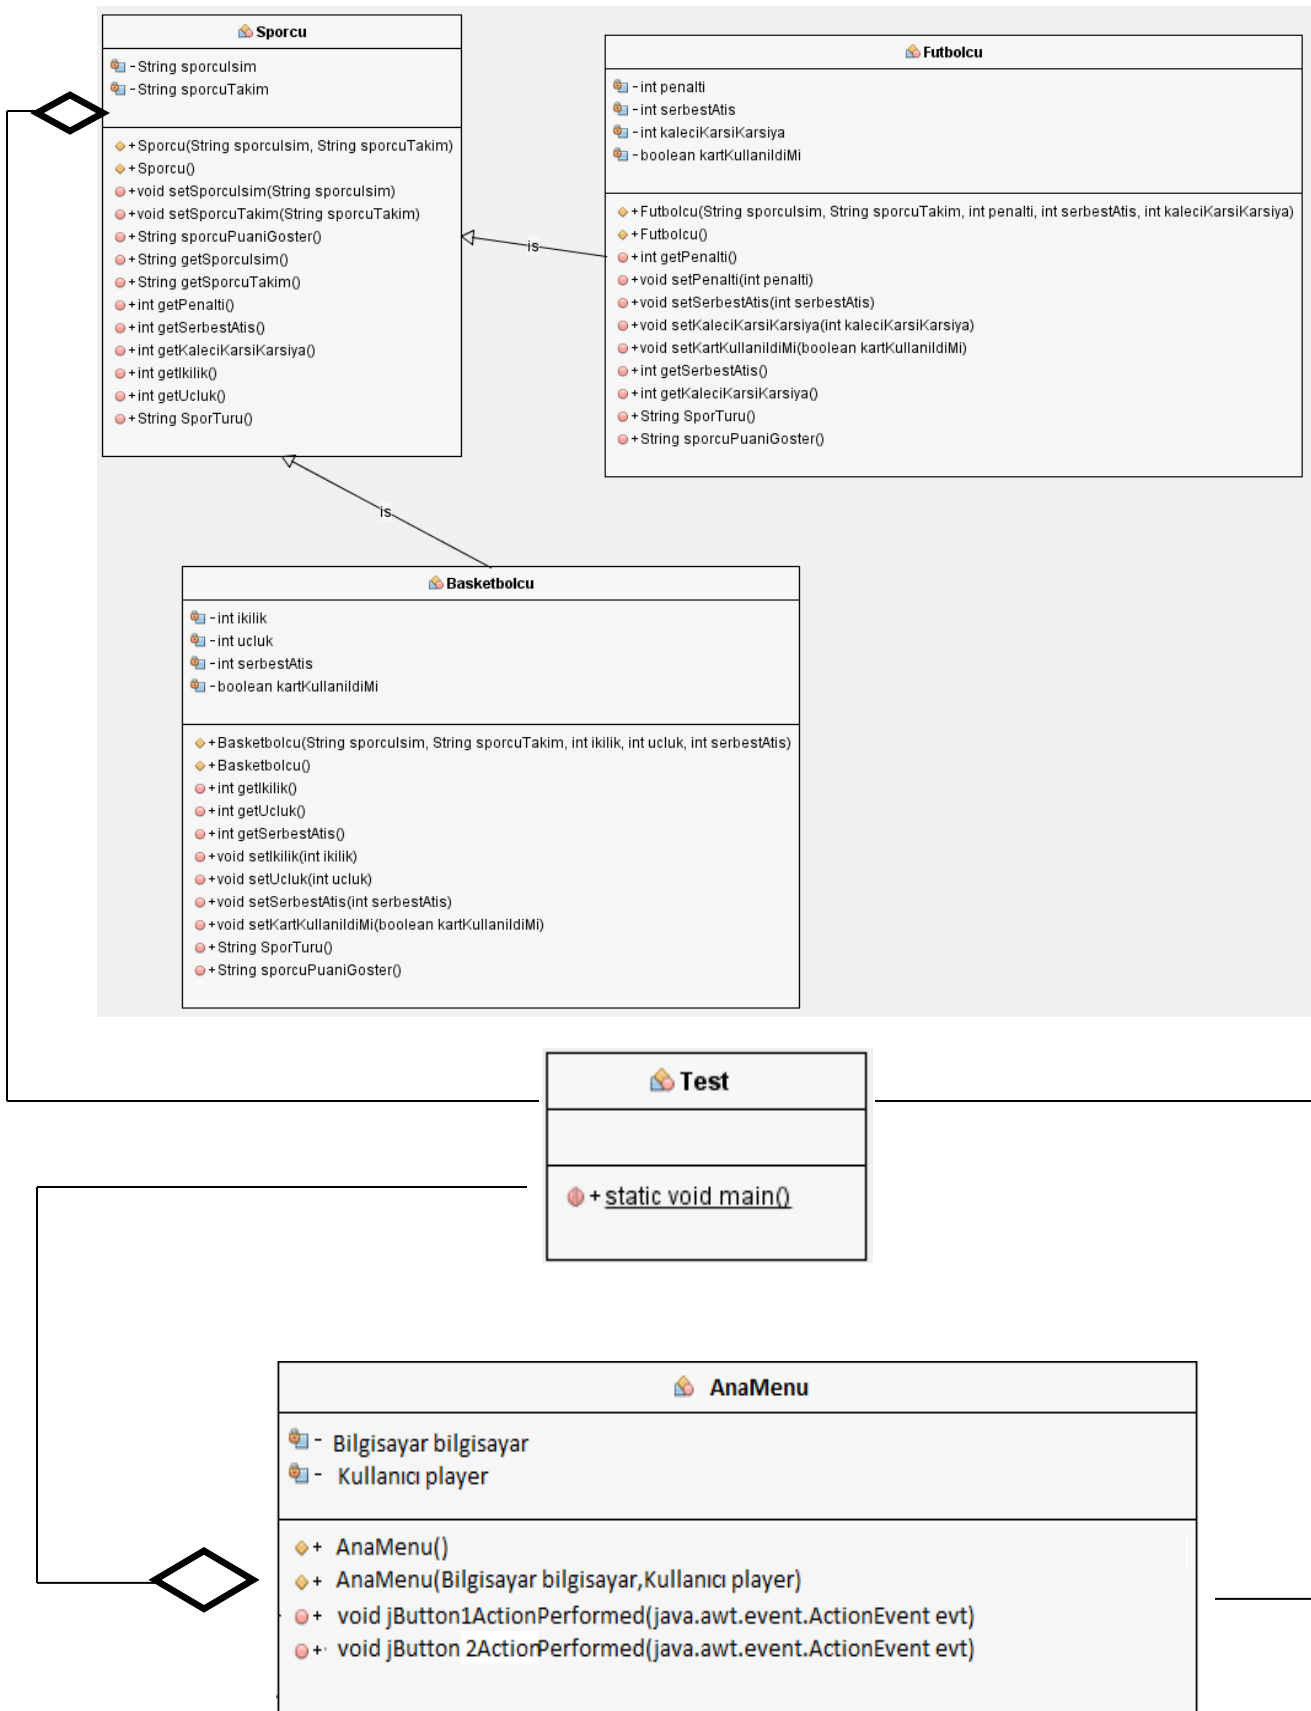 Sporcu
- String sporcuIsim
- String sporcuTakim
+ Sporcu(String sporcuIsim, String sporcuTakim)
+ Sporcu()
+ void setSporcuIsim(String sporcuIsim)
+ void setSporcuTakim(String sporcuTakim)
+ String sporcuPuaniGoster()
+ String getSporcuIsim()
+ String getSporcuTakim()
+ int getPenalti()
+ int getSerbestAtis()
+ int getKaleciKarsiKarsiya()
+ int getIkilik()
+ int getUcluk()
+ String SporTuru()
Futbolcu
- int penalti
- int serbestAtis
- int kaleciKarsiKarsiya
- boolean kartKullanildiMi
+ Futbolcu(String sporcuIsim, String sporcuTakim, int penalti, int serbestAtis, int kaleciKarsiKarsiya)
+ Futbolcu()
+ int getPenalti()
+ void setPenalti(int penalti)
+ void setSerbestAtis(int serbestAtis)
+ void setKaleciKarsiKarsiya(int kaleciKarsiKarsiya)
+ void setKartKullanildiMi(boolean kartKullanildiMi)
+ int getSerbestAtis()
+ int getKaleciKarsiKarsiya()
+ String SporTuru()
+ String sporcuPuaniGoster()
is
is
Basketbolcu
- int ikilik
- int ucluk
- int serbestAtis
- boolean kartKullanildiMi
+ Basketbolcu(String sporcuIsim, String sporcuTakim, int ikilik, int ucluk, int serbestAtis)
+ Basketbolcu()
+ int getIkilik()
+ int getUcluk()
+ int getSerbestAtis()
+ void setIkilik(int ikilik)
+ void setUcluk(int ucluk)
+ void setSerbestAtis(int serbestAtis)
+ void setKartKullanildiMi(boolean kartKullanildiMi)
+ String SporTuru()
+ String sporcuPuaniGoster()
Test
+ static void main()
AnaMenu
- Bilgisayar bilgisayar
- Kullanıcı player
+ AnaMenu()
+ AnaMenu(Bilgisayar bilgisayar,Kullanıcı player)
+ void jButton1ActionPerformed(java.awt.event.ActionEvent evt)
+ void jButton 2ActionPerformed(java.awt.event.ActionEvent evt)